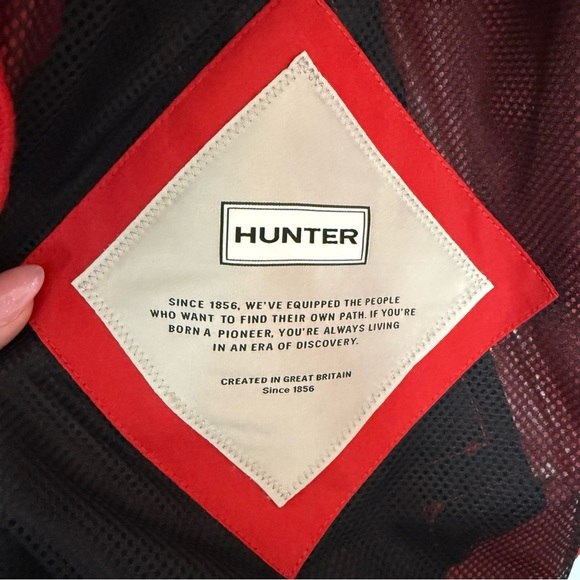 HUNTER
SINCE 1856, WE'VE EQUIPPED THE PEOPLE
WHO WANT TO FIND THEIR OWN PATH. IF YOU'RE
BORN A PIONEER, YOU'RE ALWAYS LIVING
IN AN ERA OF DISCOVERY.
CREATED IN GREAT BRITAIN
Since 1856